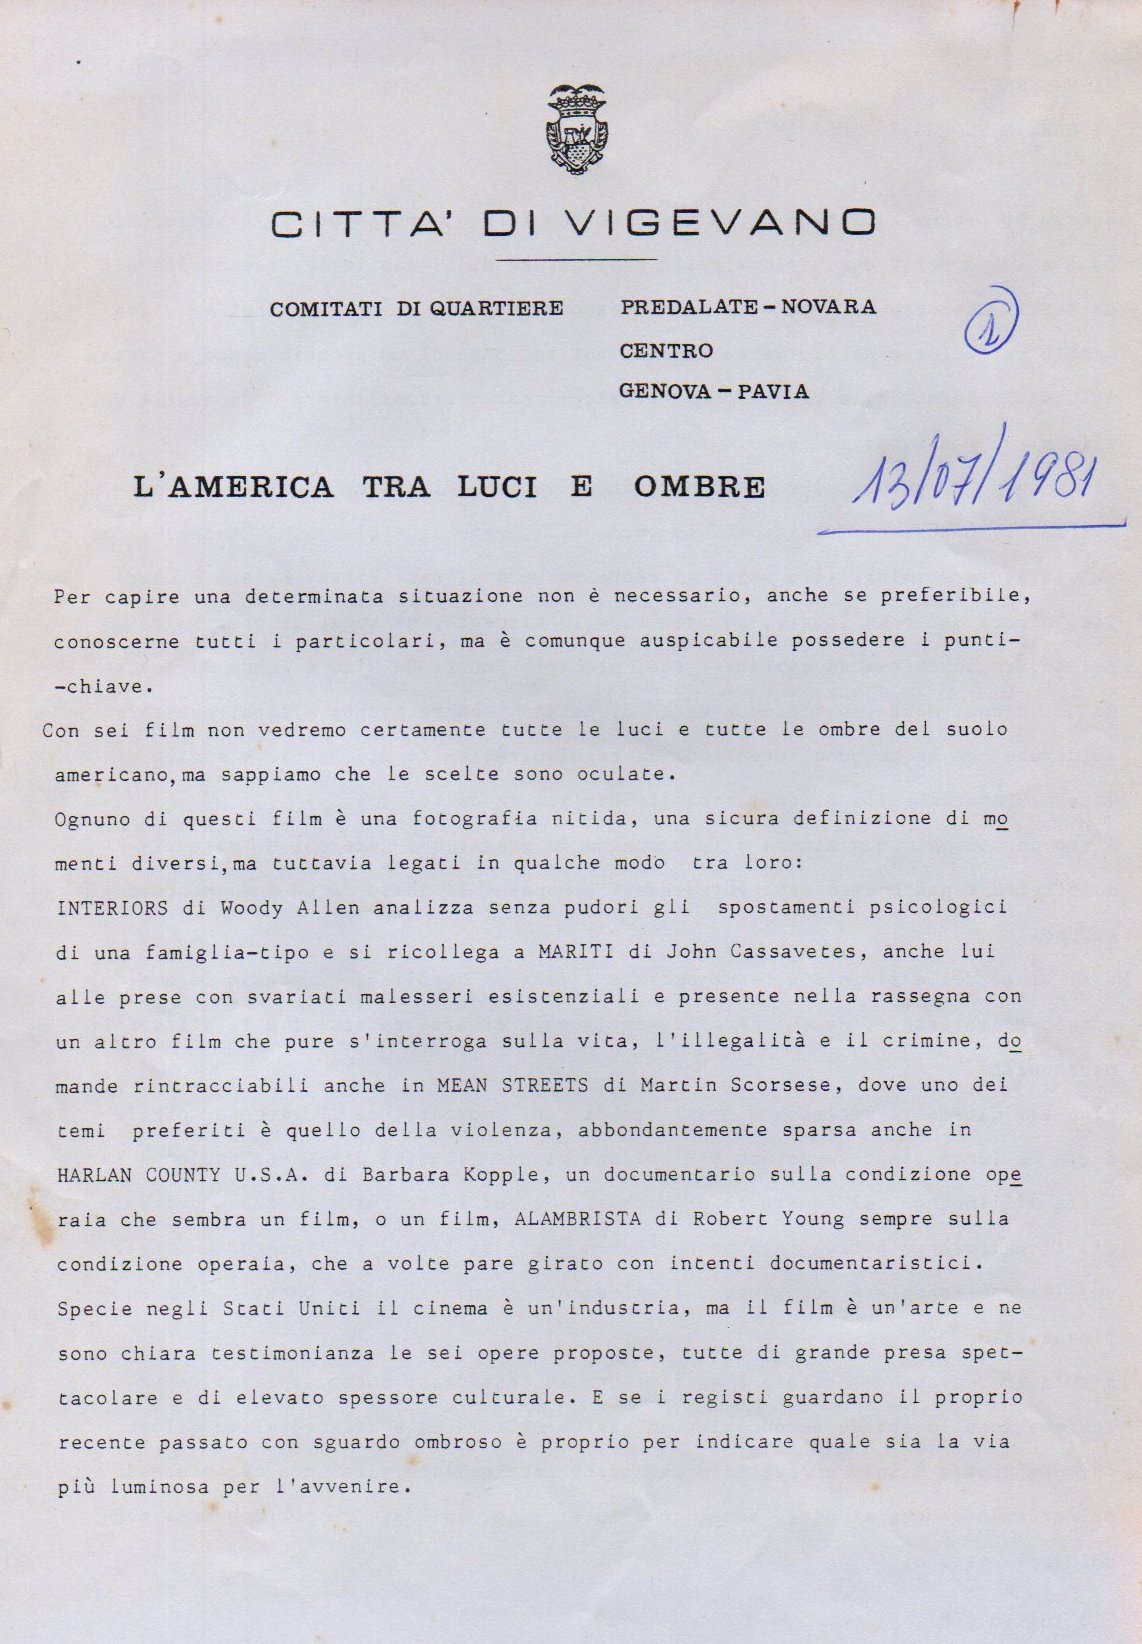 CITTA' DI VIGEVANO
COMITATI DI QUARTIERE PREDALATE-NOVARA
CENTRO
GENOVA-PAVIA
1
L'AMERICA TRA LUCI E OMBRE
13/07/1981
Per capire una determinata situazione non è necessario, anche se preferibile,
conoscerne tutti i particolari, ma è comunque auspicabile possedere i punti-
-chiave.
Con sei film non vedremo certamente tutte le luci e tutte le ombre del suolo
americano,ma sappiamo che le scelte sono oculate.
Ognuno di questi film è una fotografia nitida, una sicura definizione di mo
menti diversi,ma tuttavia legati in qualche modo tra loro:
INTERIORS di Woody Allen analizza senza pudori gli spostamenti psicologici
di una famiglia-tipo e si ricollega a MARITI di John Cassavetes, anche lui
alle prese con svariati malesseri esistenziali e presente nella rassegna con
un altro film che pure s'interroga sulla vita, l'illegalità e il crimine, do
mande rintracciabili anche in MEAN STREETS di Martin Scorsese, dove uno dei
temi preferiti è quello della violenza, abbondantemente sparsa anche in
HARLAN COUNTY U.S.A. di Barbara Kopple, un documentario sulla condizione ope
raia che sembra un film, o un film, ALAMBRISTA di Robert Young sempre sulla
condizione operaia, che a volte pare girato con intenti documentaristici.
Specie negli Stati Uniti il cinema è un'industria, ma il film è un'arte e ne
sono chiara testimonianza le sei opere proposte, tutte di grande presa spet-
tacolare e di elevato spessore culturale. E se i registi guardano il proprio
recente passato con sguardo ombroso è proprio per indicare quale sia la via
più luminosa per l'avvenire.